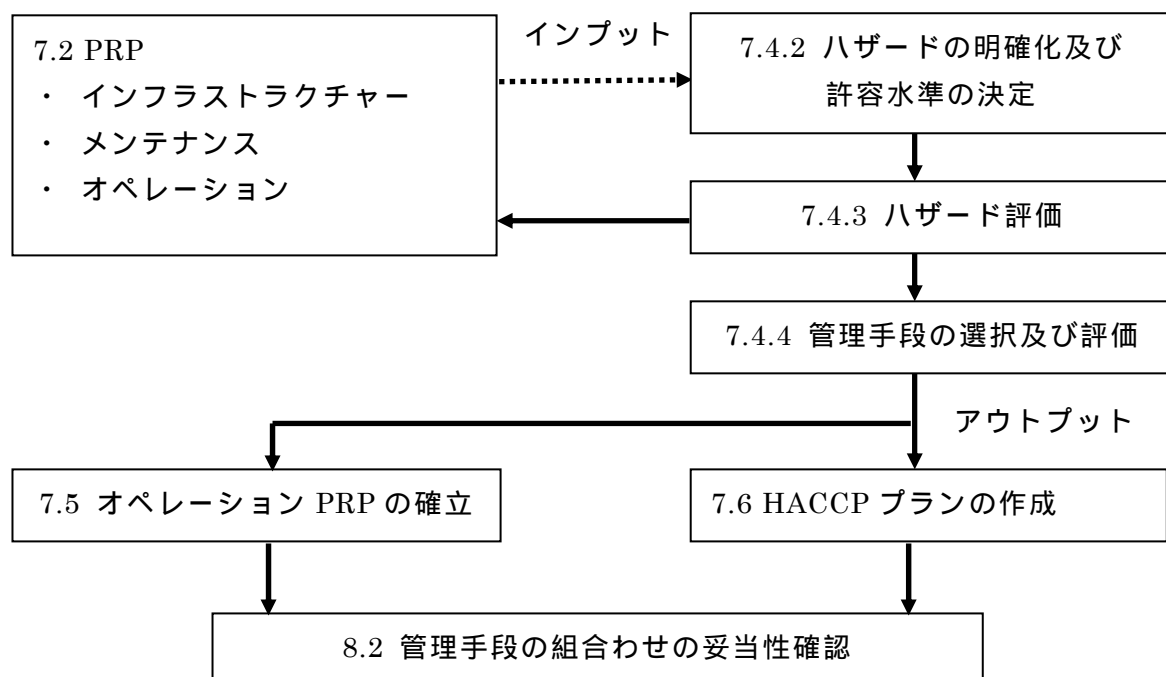 7.2 PRP
・ インフラストラクチャー
・ メンテナンス
・ オペレーション
インプット
7.4.2 ハザードの明確化及び
許容水準の決定
7.4.3 ハザード評価
7.4.4 管理手段の選択及び評価
アウトプット
7.5 オペレーション PRP の確立
7.6 HACCP プランの作成
8.2 管理手段の組合わせの妥当性確認